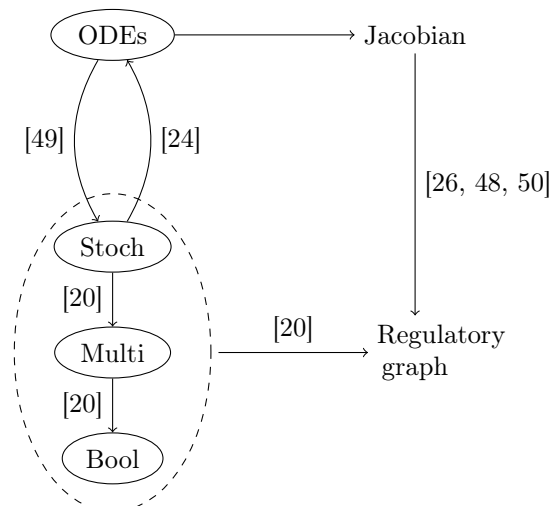 ODEs
Jacobian
[49]
[24]
[26, 48, 50]
Stoch
[20]
Multi
[20]
Regulatory
graph
[20]
Bool